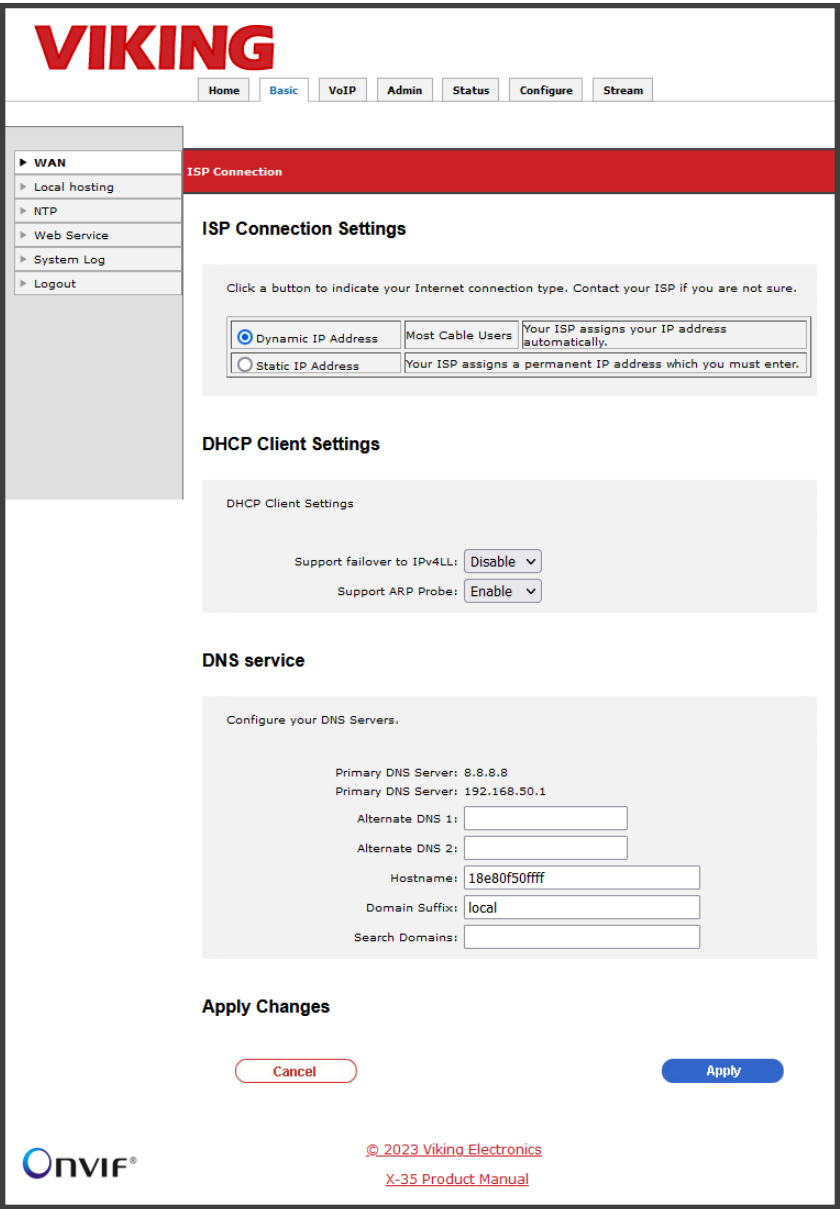 VIKING
Home Basic VoIP Admin Status Configure Stream
WAN
Local hosting
NTP
Web Service
System Log
Logout
ISP Connection
ISP Connection Settings
Click a button to indicate your Internet connection type. Contact your ISP if you are not sure.
Dynamic IP Address Most Cable Users Your ISP assigns your IP address
automatically.
Static IP Address Your ISP assigns a permanent IP address which you must enter.
DHCP Client Settings
DHCP Client Settings
Support failover to IPv4LL: Disable
Support ARP Probe: Enable
DNS service
Configure your DNS Servers.
Primary DNS Server: 8.8.8.8
Primary DNS Server: 192.168.50.1
Alternate DNS 1:
Alternate DNS 2:
Hostname: 18e80f50ffff
Domain Suffix: local
Search Domains:
Apply Changes
Cancel Apply
ONVIF®
© 2023 Viking Electronics
X-35 Product Manual